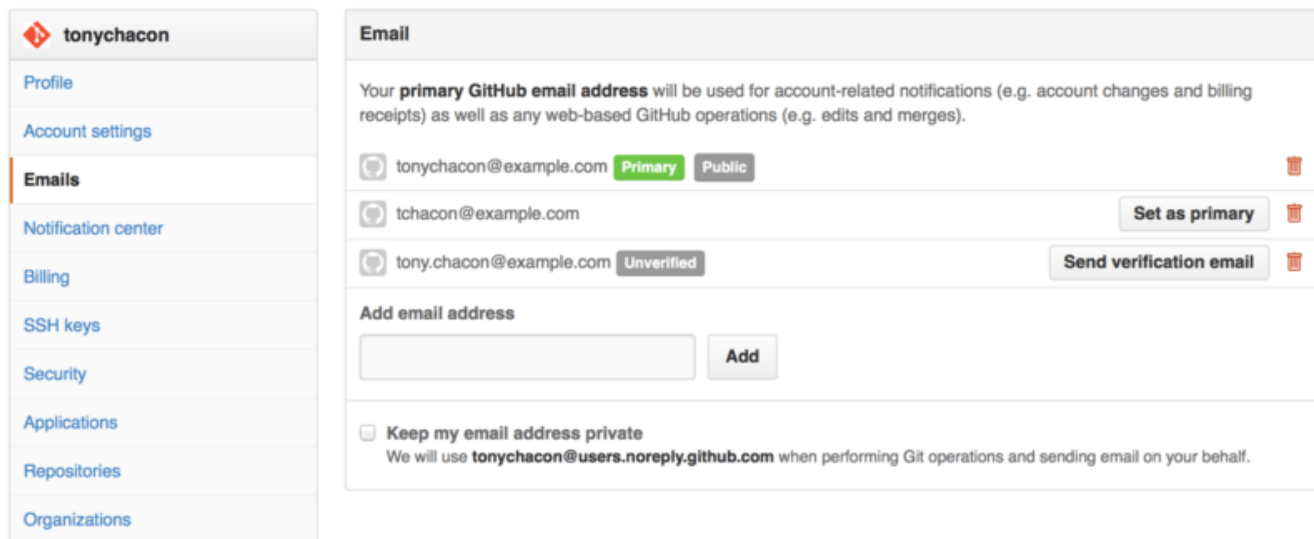 tonychacon
Profile
Account settings
Emails
Notification center
Billing
SSH keys
Security
Applications
Repositories
Organizations
Email
Your primary GitHub email address will be used for account-related notifications (e.g. account changes and billing
receipts) as well as any web-based GitHub operations (e.g. edits and merges).
tonychacon@example.com Primary Public
tchacon@example.com Set as primary
tony.chacon@example.com Unverified Send verification email
Add email address
Add
Keep my email address private
We will use tonychacon@users.noreply.github.com when performing Git operations and sending email on your behalf.